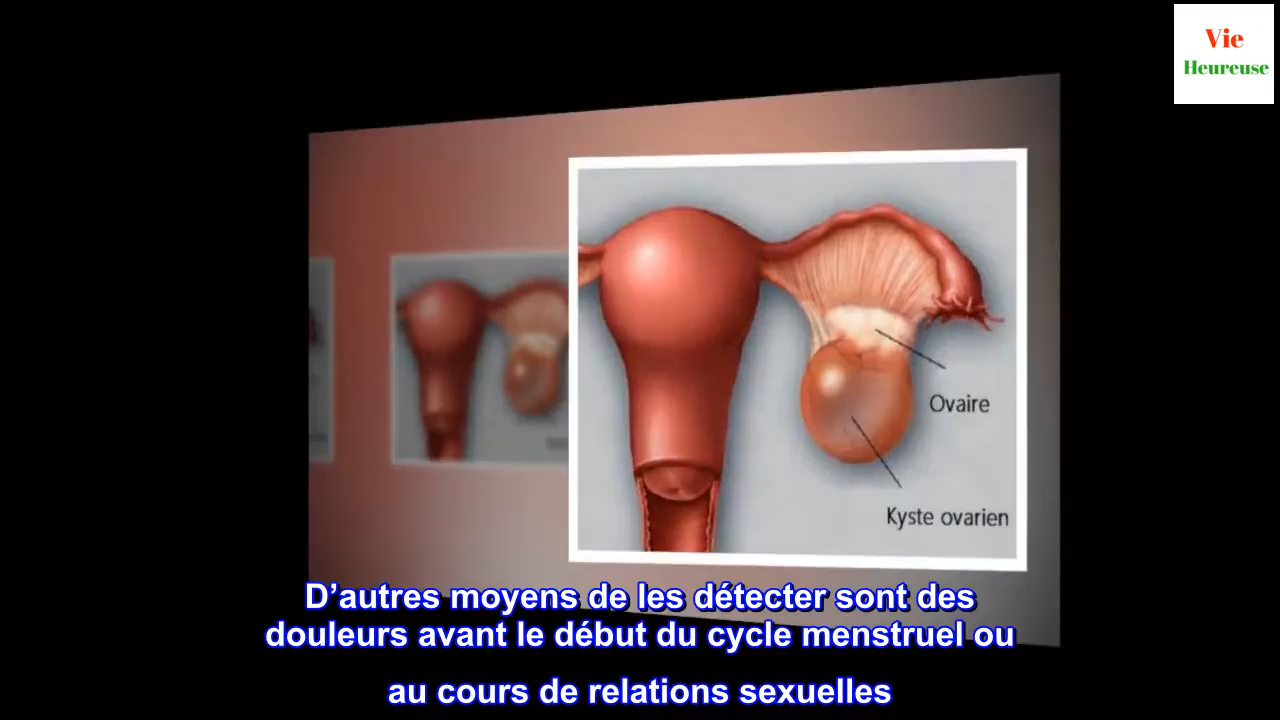 Vie
Heureuse
Ovaire
Kyste ovarien
D’autres moyens de les détecter sont des
douleurs avant le début du cycle menstruel ou
au cours de relations sexuelles